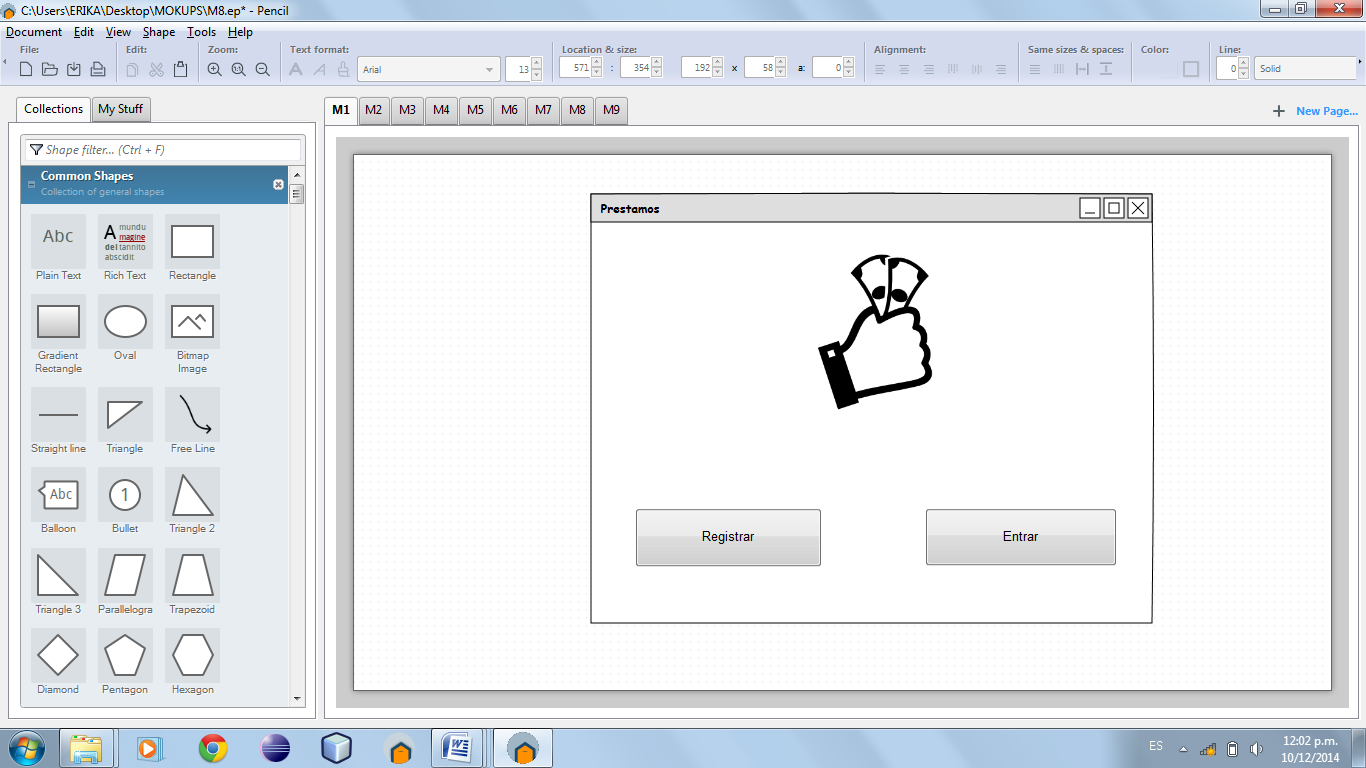 C:\Users\ERIKA\Desktop\MOKUPS\M8.ep* - Pencil
Document Edit View Shape Tools Help
File: Edit: Zoom: Text format: Location & size: Alignment: Same sizes & spaces: Color: Line:
Arial 13 571 : 354 192 x 58 a: 0 0 Solid
Collections My Stuff M1 M2 M3 M4 M5 M6 M7 M8 M9 New Page...
Shape filter... (Ctrl + F)
Common Shapes
Collection of general shapes
Abc
A mundu
magine
del tannito
abscidit
Plain Text Rich Text Rectangle
Gradient Rectangle Oval Bitmap Image
Straight line Triangle Free Line
Abc 1
Balloon Bullet Triangle 2
Triangle 3 Parallelogra Trapezoid
Diamond Pentagon Hexagon
Prestamos
Registrar Entrar
ES 12:02 p.m.
10/12/2014